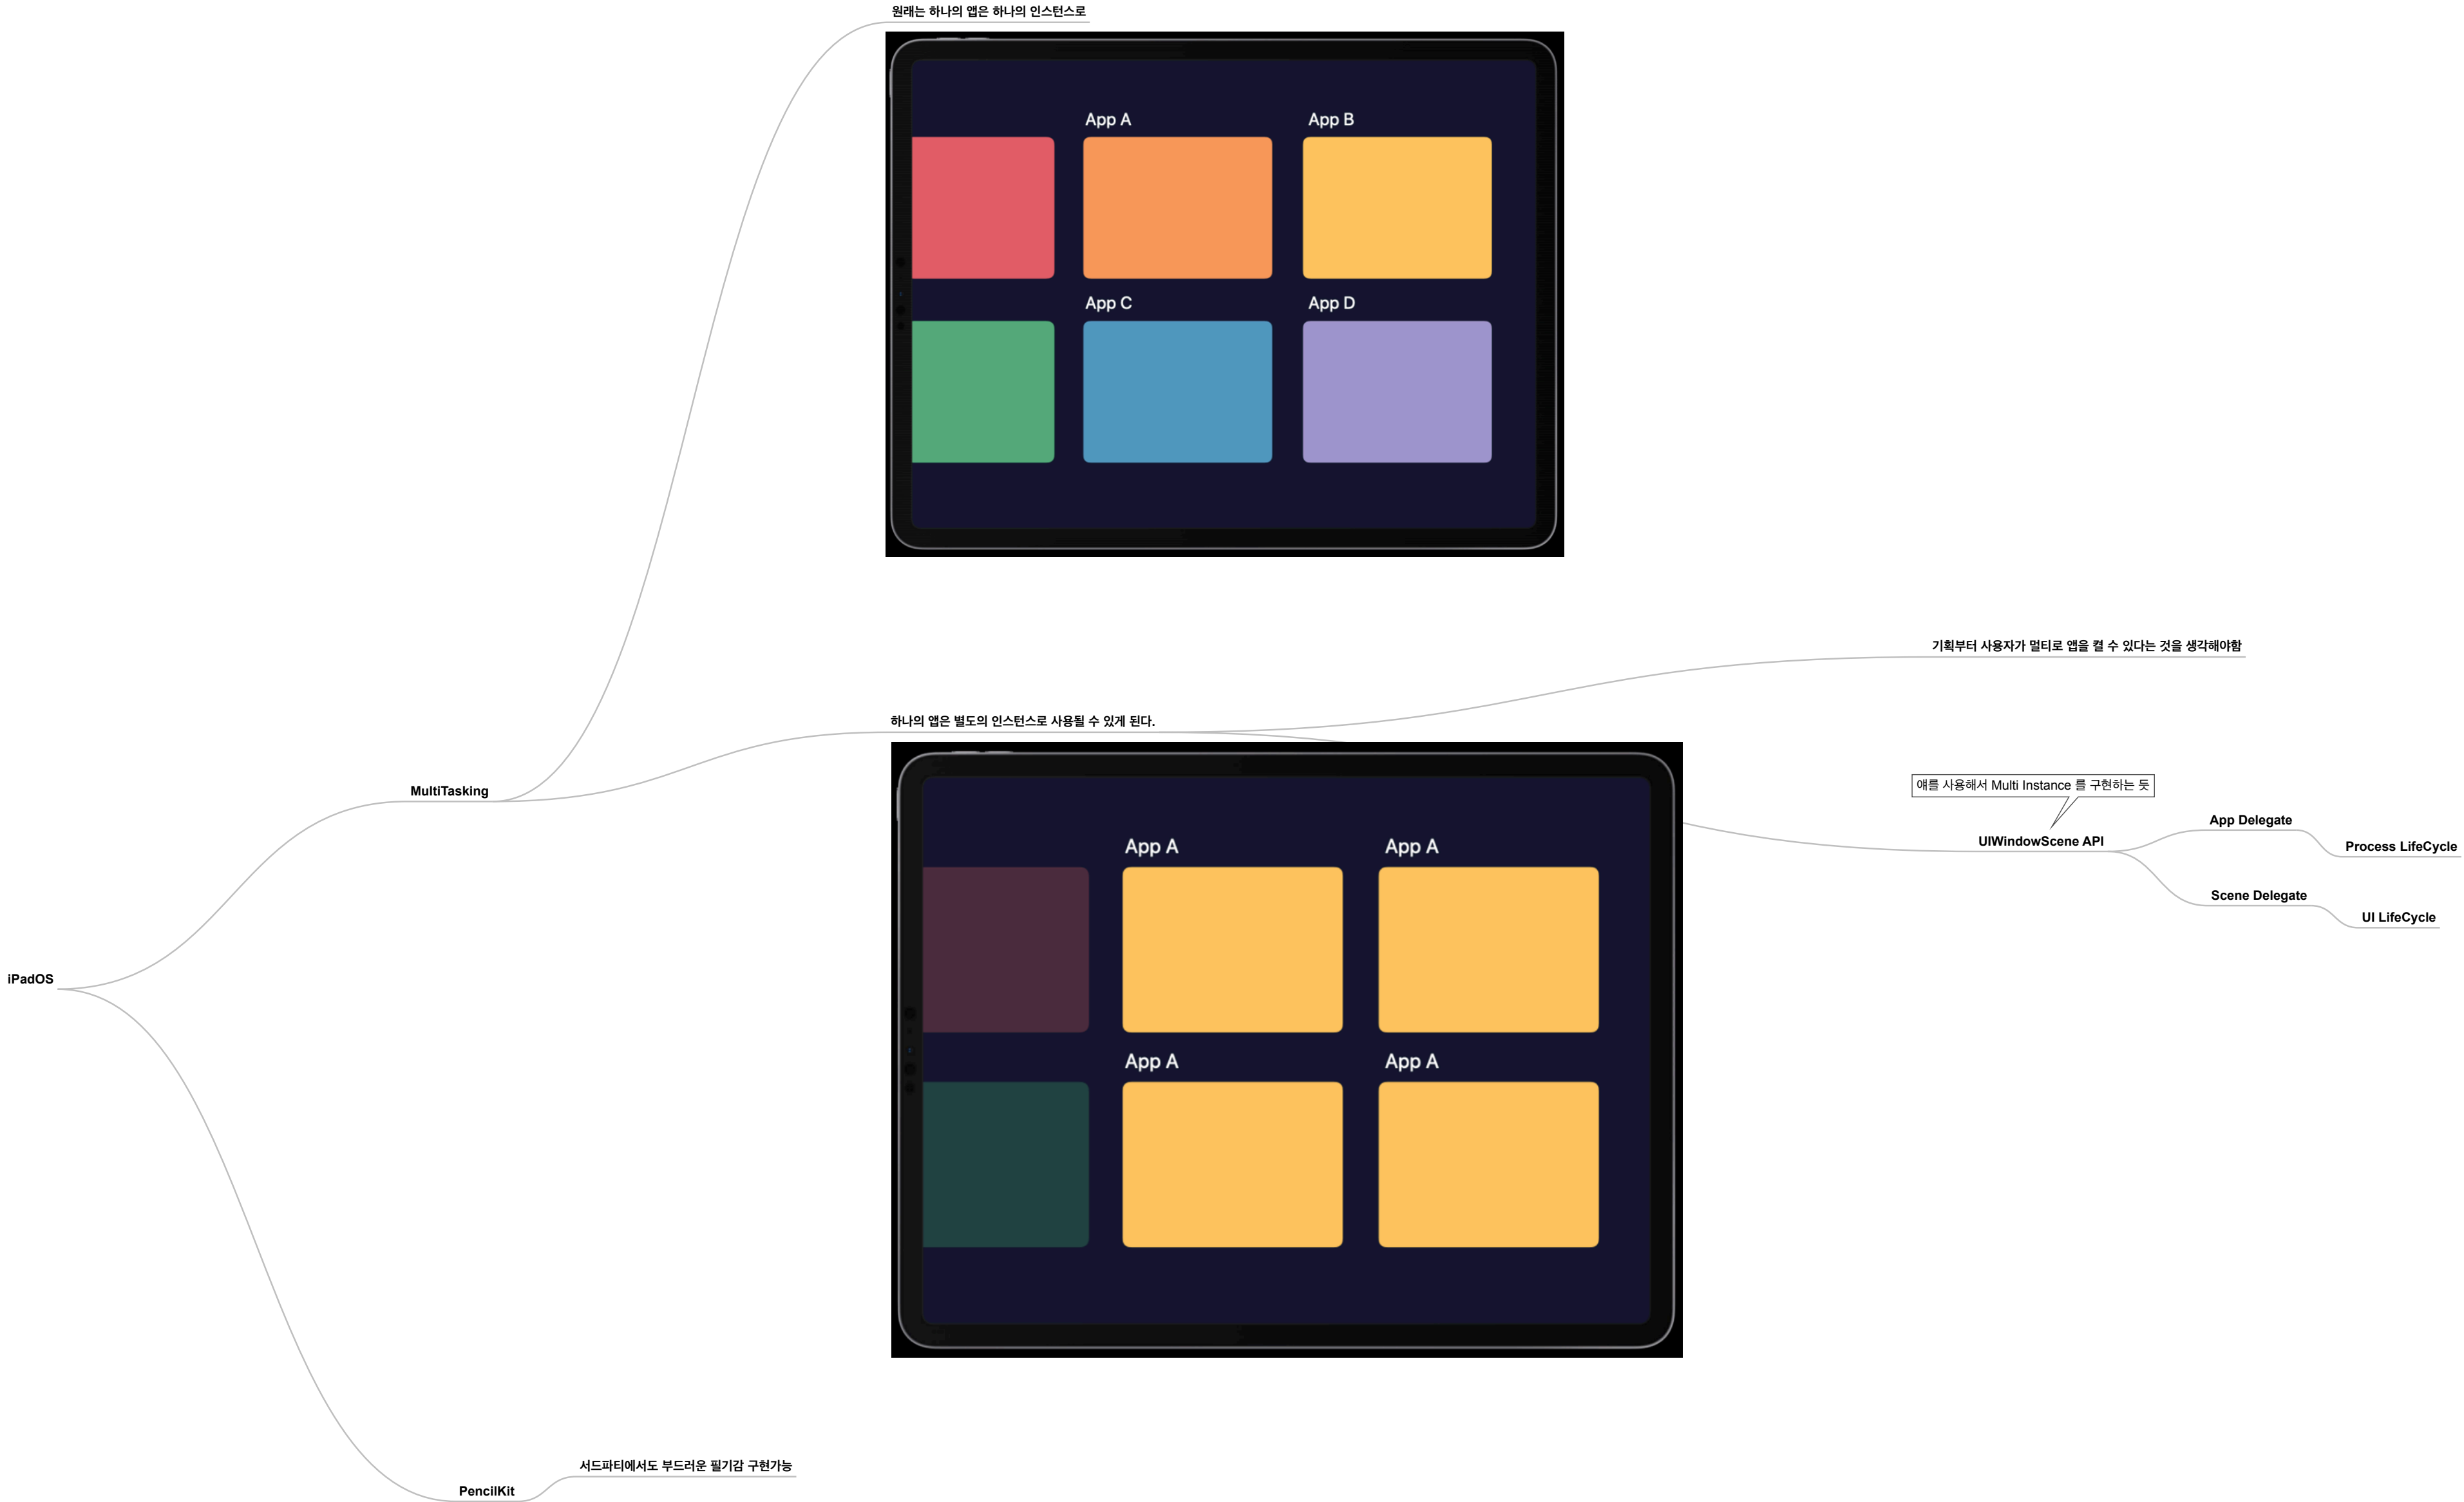 원래는 하나의 앱은 하나의 인스턴스로
App A
App B
App C
App D
기획부터 사용자가 멀티로 앱을 켤 수 있다는 것을 생각해야함
하나의 앱은 별도의 인스턴스로 사용될 수 있게 된다.
얘를 사용해서 Multi Instance 를 구현하는 듯
MultiTasking
App Delegate
UIWindowScene API
Process LifeCycle
App A
App A
Scene Delegate
UI LifeCycle
iPadOS
App A
App A
서드파티에서도 부드러운 필기감 구현가능
PencilKit